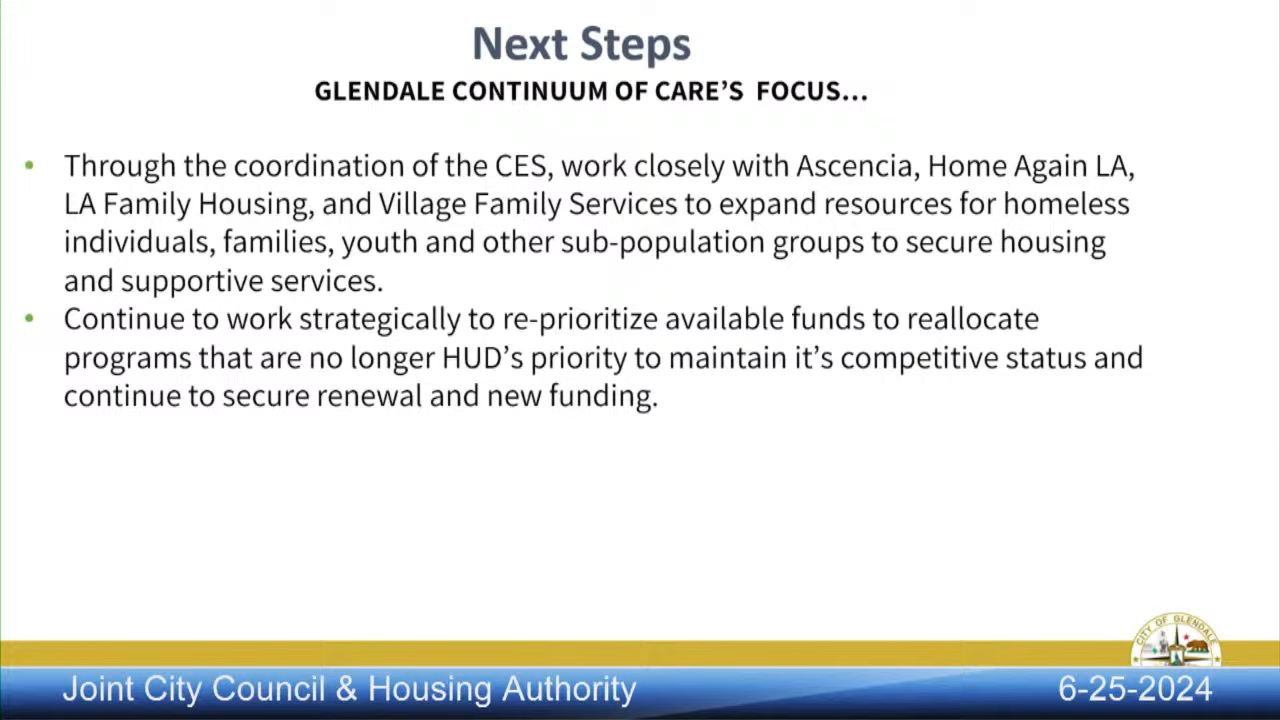 Next Steps
GLENDALE CONTINUUM OF CARE'S FOCUS...
• Through the coordination of the CES, work closely with Ascencia, Home Again LA,
LA Family Housing, and Village Family Services to expand resources for homeless
individuals, families, youth and other sub-population groups to secure housing
and supportive services.
• Continue to work strategically to re-prioritize available funds to reallocate
programs that are no longer HUD's priority to maintain it's competitive status and
continue to secure renewal and new funding.
CITY OF GLENDALE
Joint City Council & Housing Authority
6-25-2024